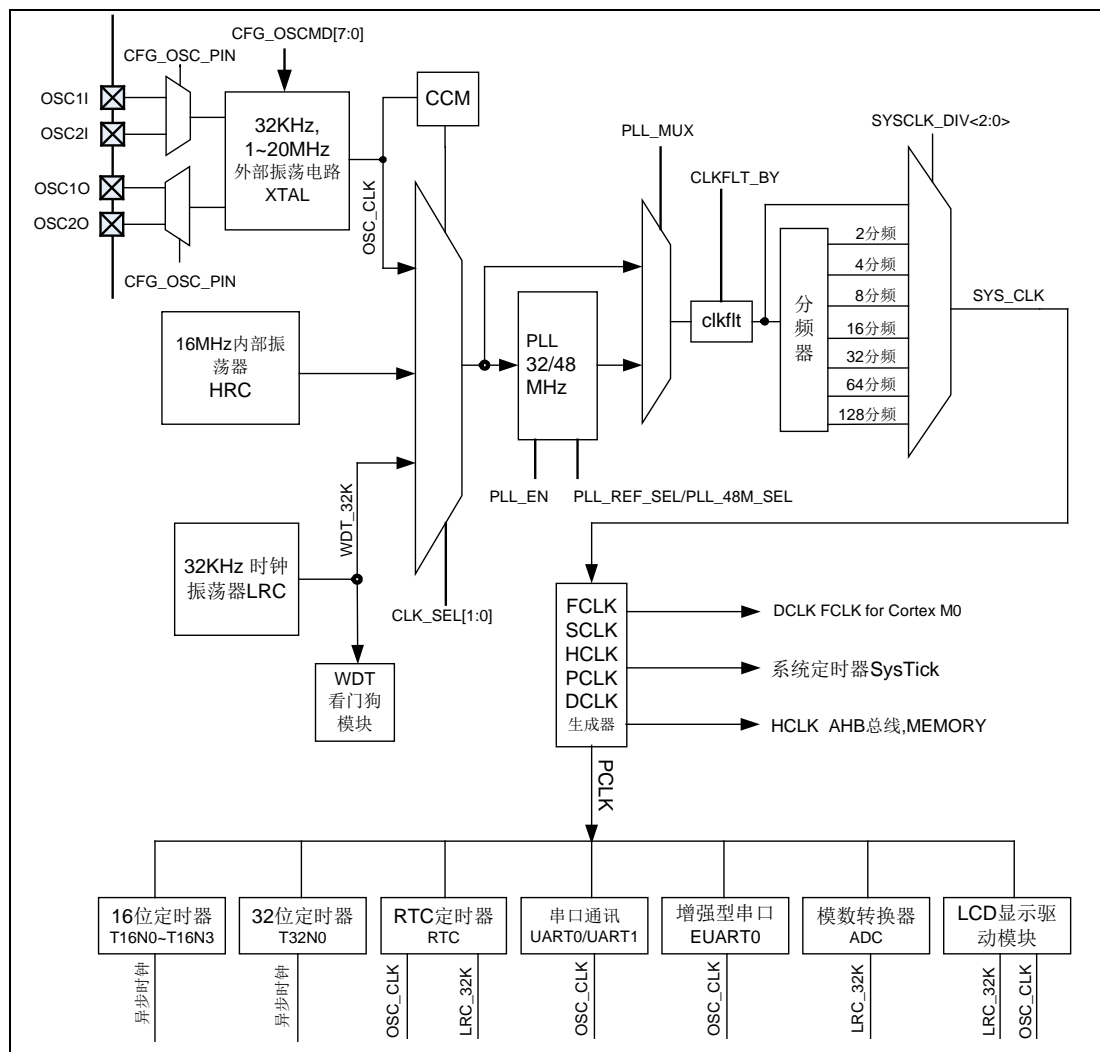 CFG_OSCMD[7:0]
CFG_OSC_PIN
OSC1I
OSC2I
OSC1O
OSC2O
CFG_OSC_PIN
32KHz,
1~20MHz
外部振荡电路
XTAL
CCM
OSC_CLK
PLL_MUX
CLKFLT_BY
SYSCLK_DIV<2:0>
16MHz内部振
荡器
HRC
PLL
32/48
MHz
clkflt
分
频
器
2分频
4分频
8分频
16分频
32分频
64分频
128分频
SYS_CLK
PLL_EN
PLL_REF_SEL/PLL_48M_SEL
WDT_32K
32KHz 时钟
振荡器LRC
CLK_SEL[1:0]
WDT
看门狗
模块
FCLK
SCLK
HCLK
PCLK
DCLK
生成器
DCLK FCLK for Cortex M0
系统定时器SysTick
HCLK AHB总线,MEMORY
PCLK
16位定时器
T16N0~T16N3
32位定时器
T32N0
RTC定时器
RTC
串口通讯
UART0/UART1
增强型串口
EUART0
模数转换器
ADC
LCD显示驱
动模块
异步时钟
异步时钟
OSC_CLK
LRC_32K
OSC_CLK
OSC_CLK
LRC_32K
LRC_32K
OSC_CLK